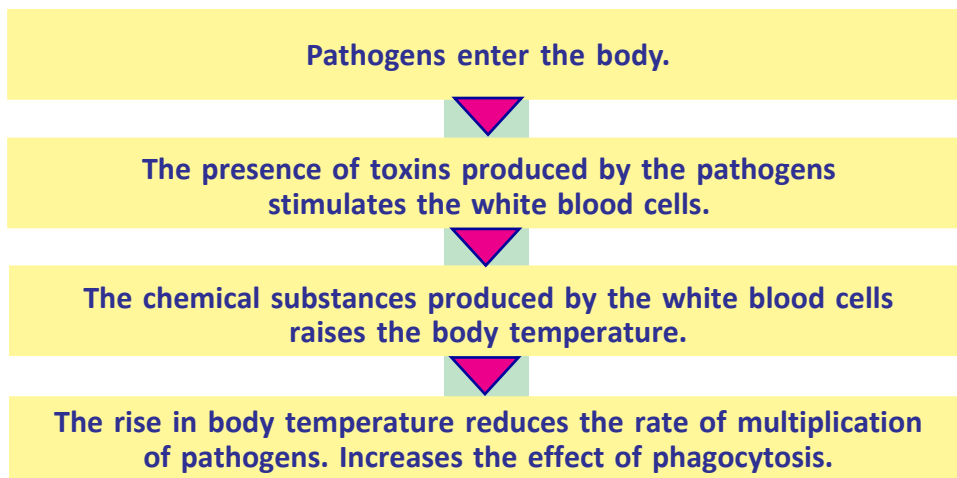 Pathogens enter the body.
The presence of toxins produced by the pathogens
stimulates the white blood cells.
The chemical substances produced by the white blood cells
raises the body temperature.
The rise in body temperature reduces the rate of multiplication
of pathogens. Increases the effect of phagocytosis.